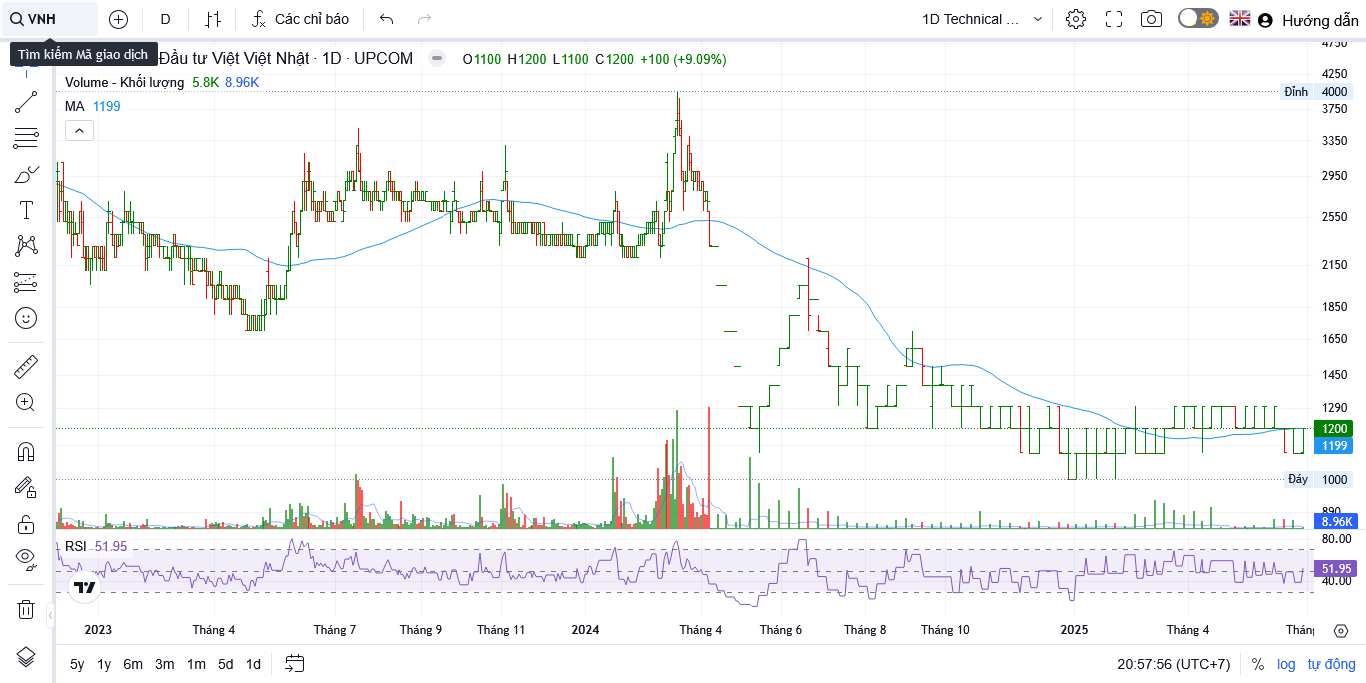 VNH
D
Các chỉ báo
1D Technical ...
Hướng dẫn
Tìm kiếm Mã giao dịch
Đầu tư Việt Việt Nhật · 1D · UPCOM
O1100 H1200 L1100 C1200 +100 (+9.09%)
Volume - Khối lượng 5.8K 8.96K
MA 1199
4750
4250
Đỉnh 4000
3750
3350
2950
2550
2150
1850
1650
1450
1290
1200
1199
Đáy 1000
890
8.96K
RSI 51.95
80.00
51.95
40.00
2023 Tháng 4 Tháng 7 Tháng 9 Tháng 11 2024 Tháng 4 Tháng 6 Tháng 8 Tháng 10 2025 Tháng 4 Thán
5y 1y 6m 3m 1m 5d 1d
20:57:56 (UTC+7) % log tự động